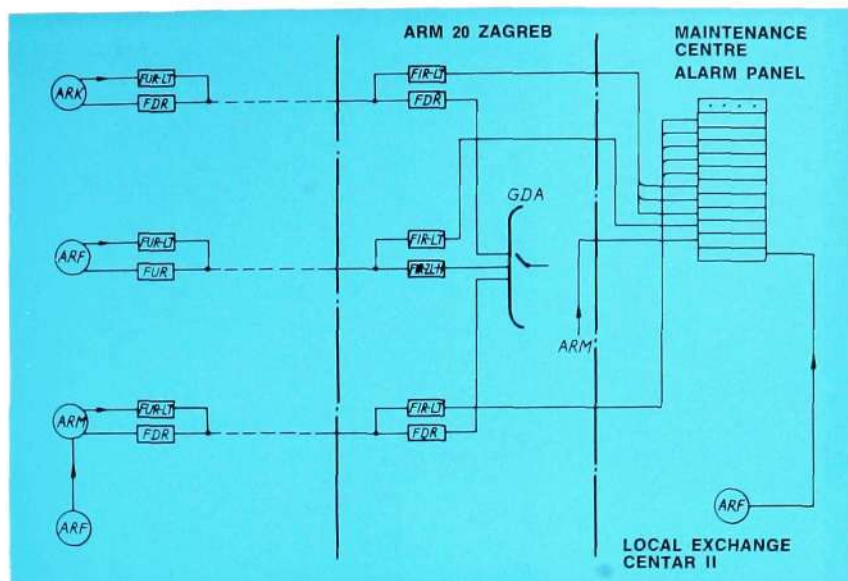 ARM 20 ZAGREB
MAINTENANCE
CENTRE
ALARM PANEL
ARK
FUR-LT
FDR
FIR-LT
FDR
GDA
ARF
FUR-LT
FUR
FIR-LT
ARM
ARM
FUR-LT
FDR
FIR-LT
FDR
ARF
ARF
LOCAL EXCHANGE
CENTAR II